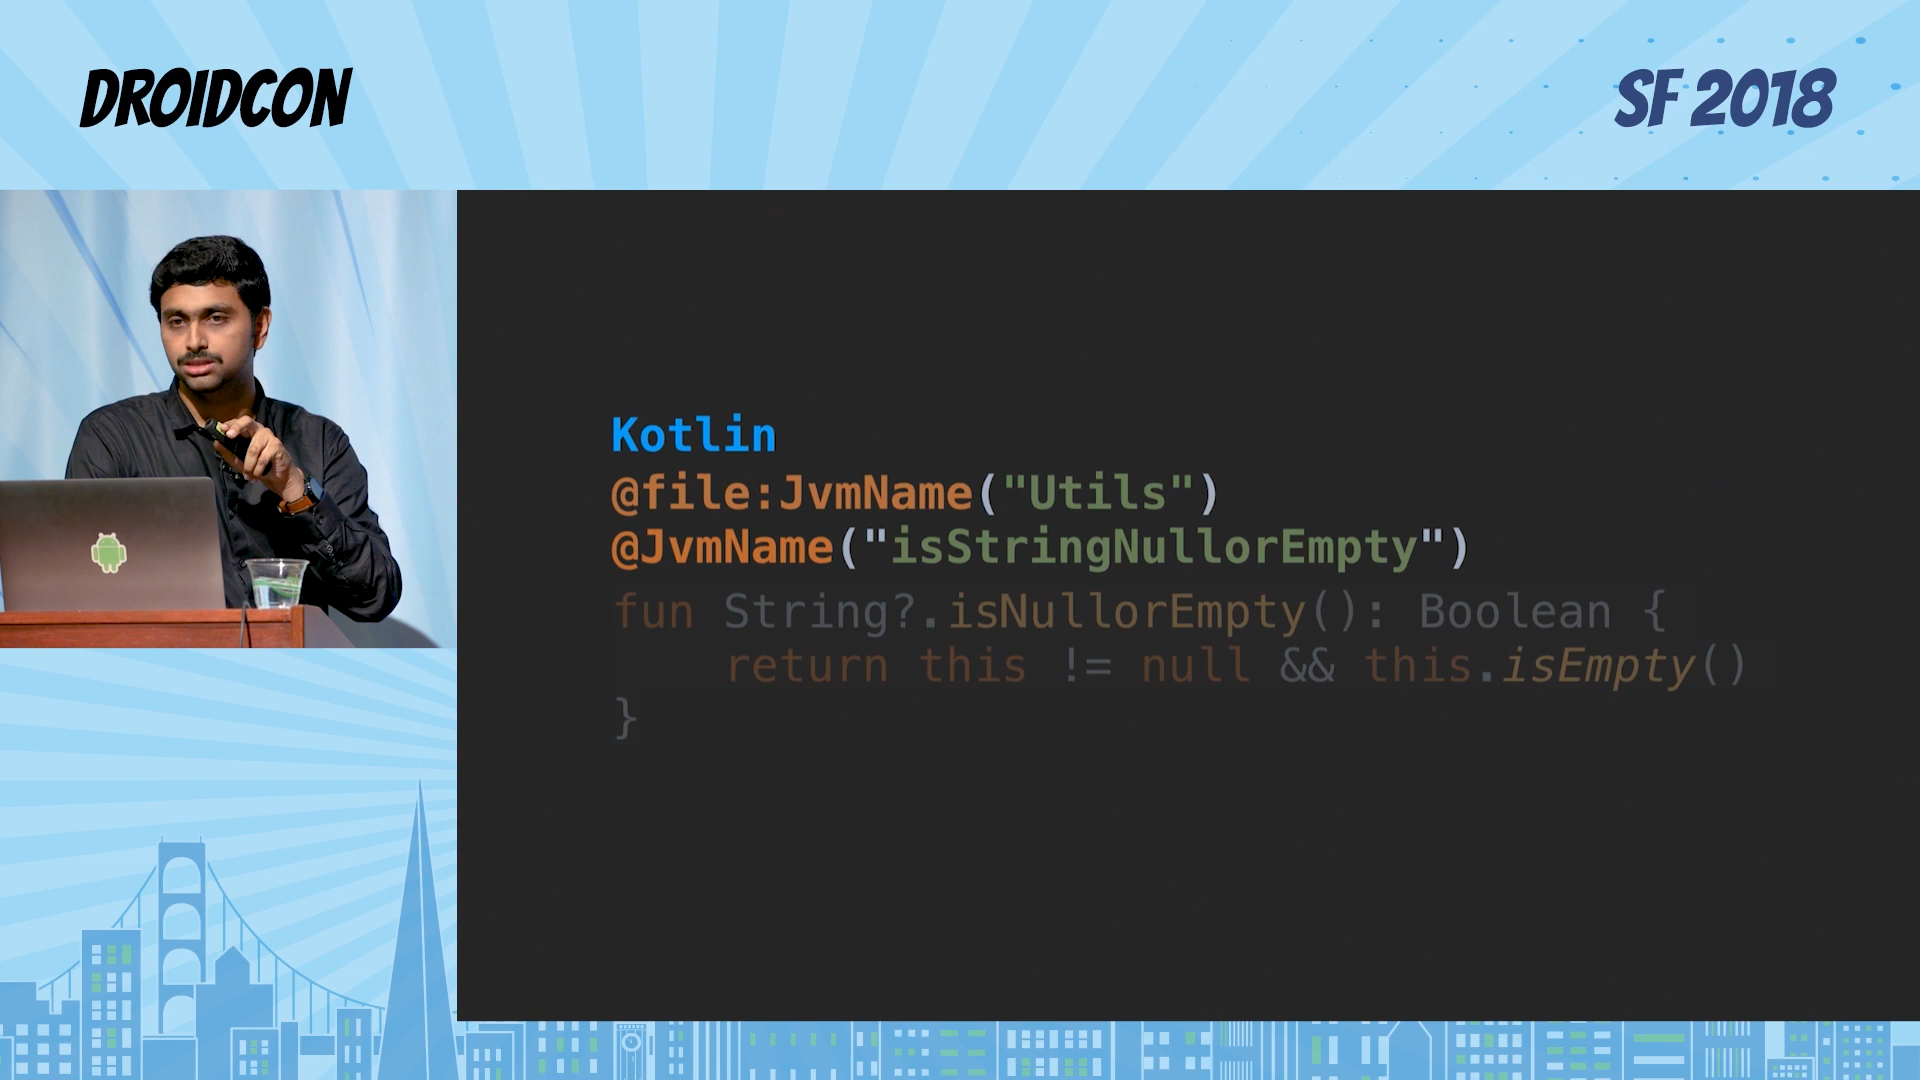 DROIDCON
SF 2018
Kotlin
@file:JvmName("Utils")
@JvmName("isStringNullorEmpty")
fun String?.isNullorEmpty(): Boolean {
    return this != null && this.isEmpty()
}